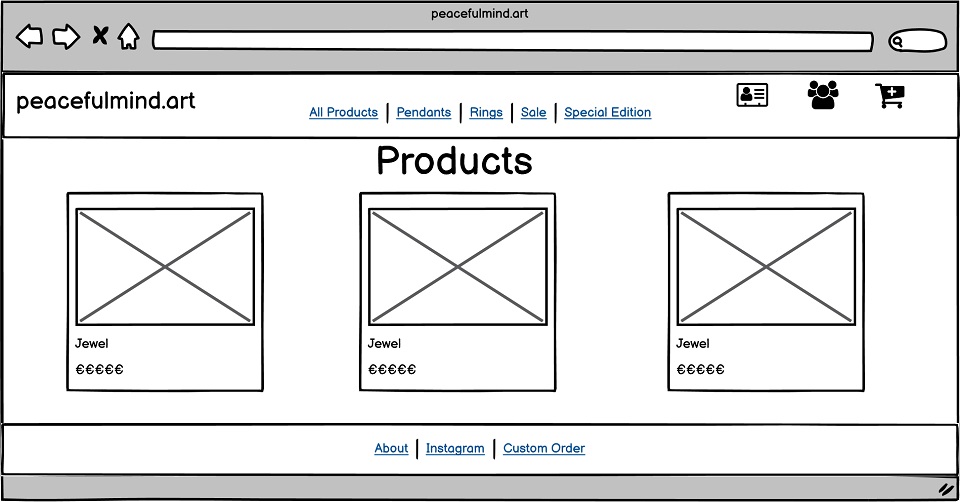 peacefulmind.art
peacefulmind.art
All Products | Pendants | Rings | Sale | Special Edition
Products
Jewel
€€€€€
Jewel
€€€€€
Jewel
€€€€€
About | Instagram | Custom Order